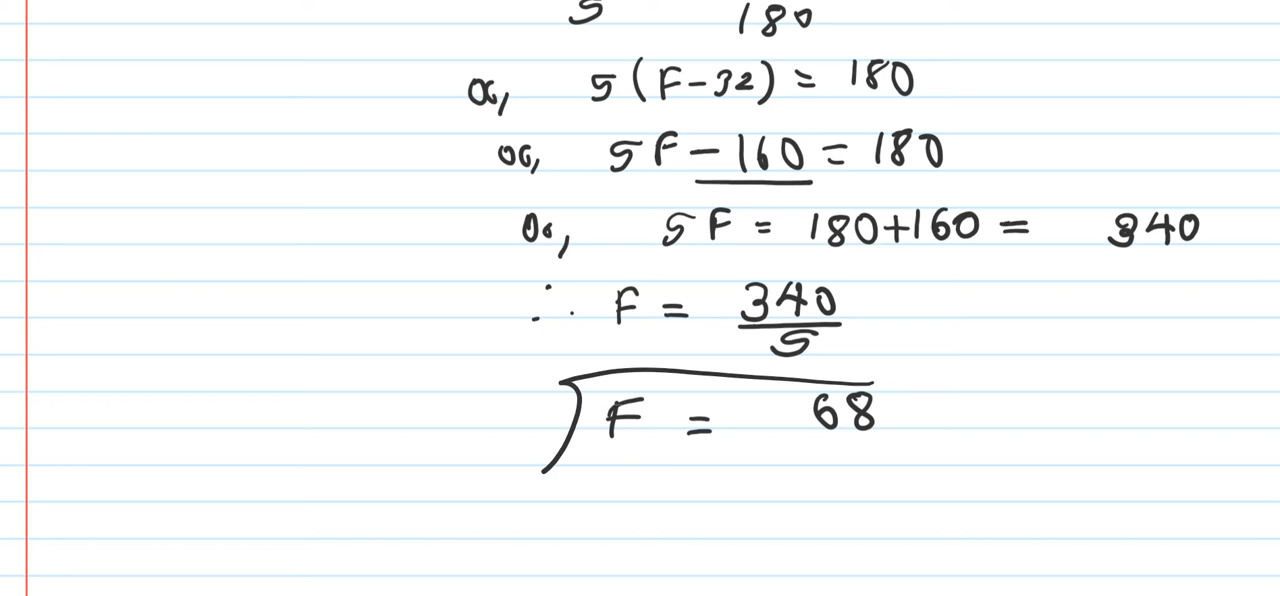 5 180
or, 5(F-32) = 180
or, 5F - 160 = 180
Or, 5F = 180+160 = 340
∴ F = 340/5
F = 68